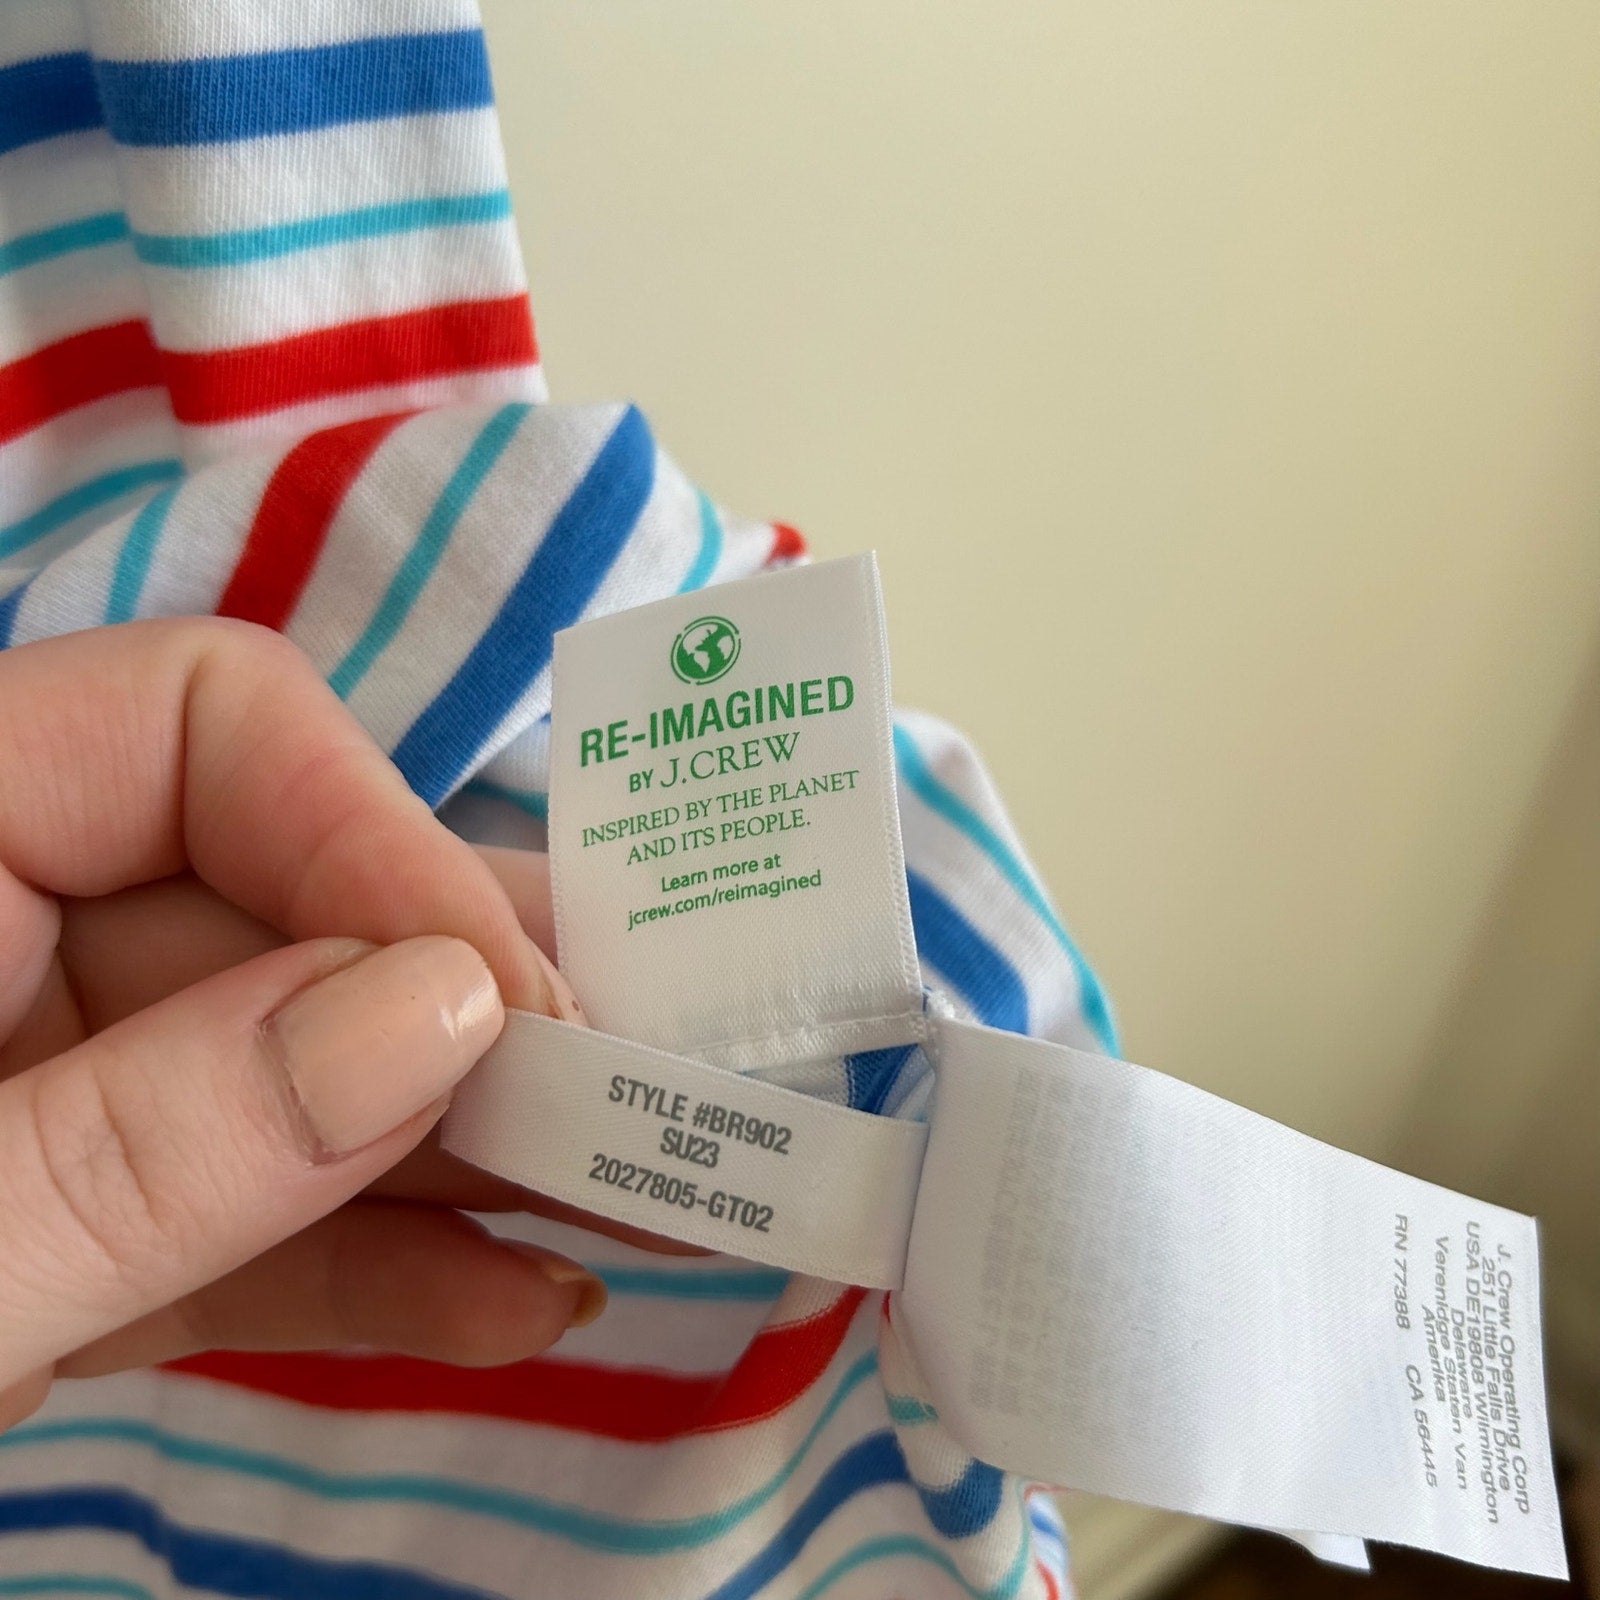 RE-IMAGINED
BY J.CREW
INSPIRED BY THE PLANET
AND ITS PEOPLE.
Learn more at
jcrew.com/reimagined
STYLE #BR902
SU23
2027805-GT02
J. Crew Operating Corp
251 Little Falls Drive
USA DE19808 Wilmington
Delaware
Verenidge Staten Van
Amerika
RN 77388 CA 56445